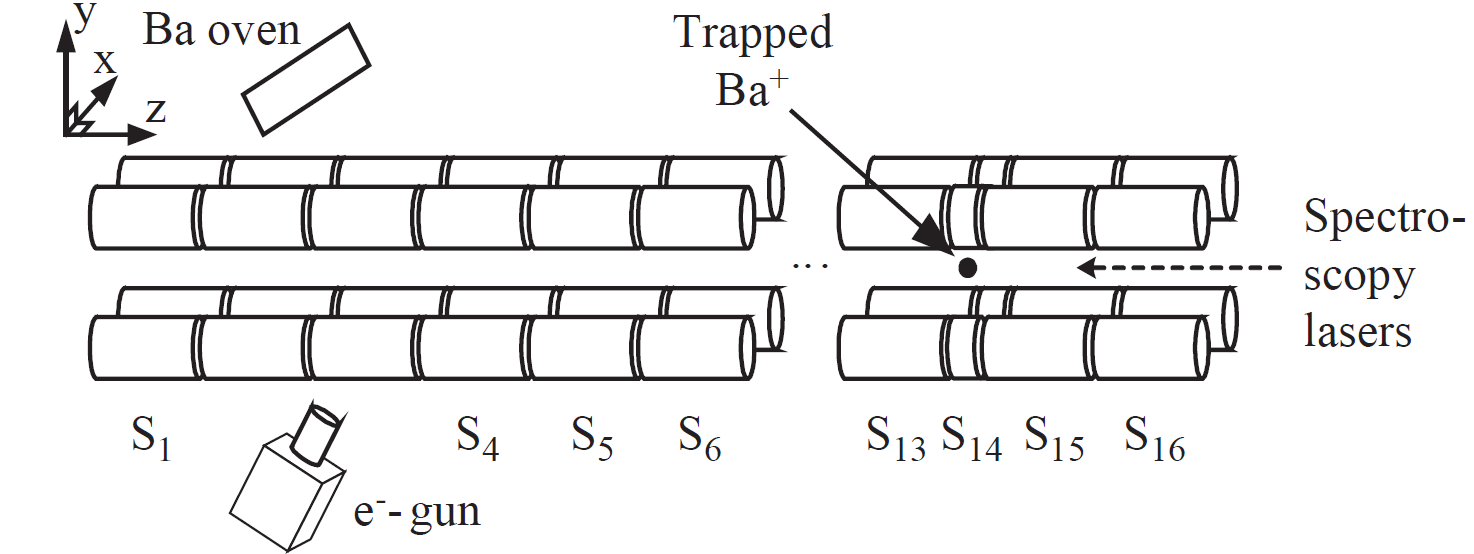 y
Ba oven
x
z
Trapped
Ba⁺
Spectro-
scopy
lasers
...
S₁
S₄
S₅
S₆
S₁₃
S₁₄
S₁₅
S₁₆
e⁻- gun